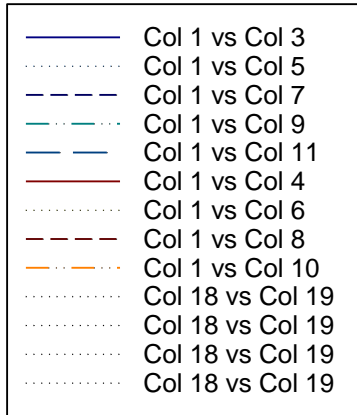 Col 1 vs Col 3
Col 1 vs Col 5
Col 1 vs Col 7
Col 1 vs Col 9
Col 1 vs Col 11
Col 1 vs Col 4
Col 1 vs Col 6
Col 1 vs Col 8
Col 1 vs Col 10
Col 18 vs Col 19
Col 18 vs Col 19
Col 18 vs Col 19
Col 18 vs Col 19